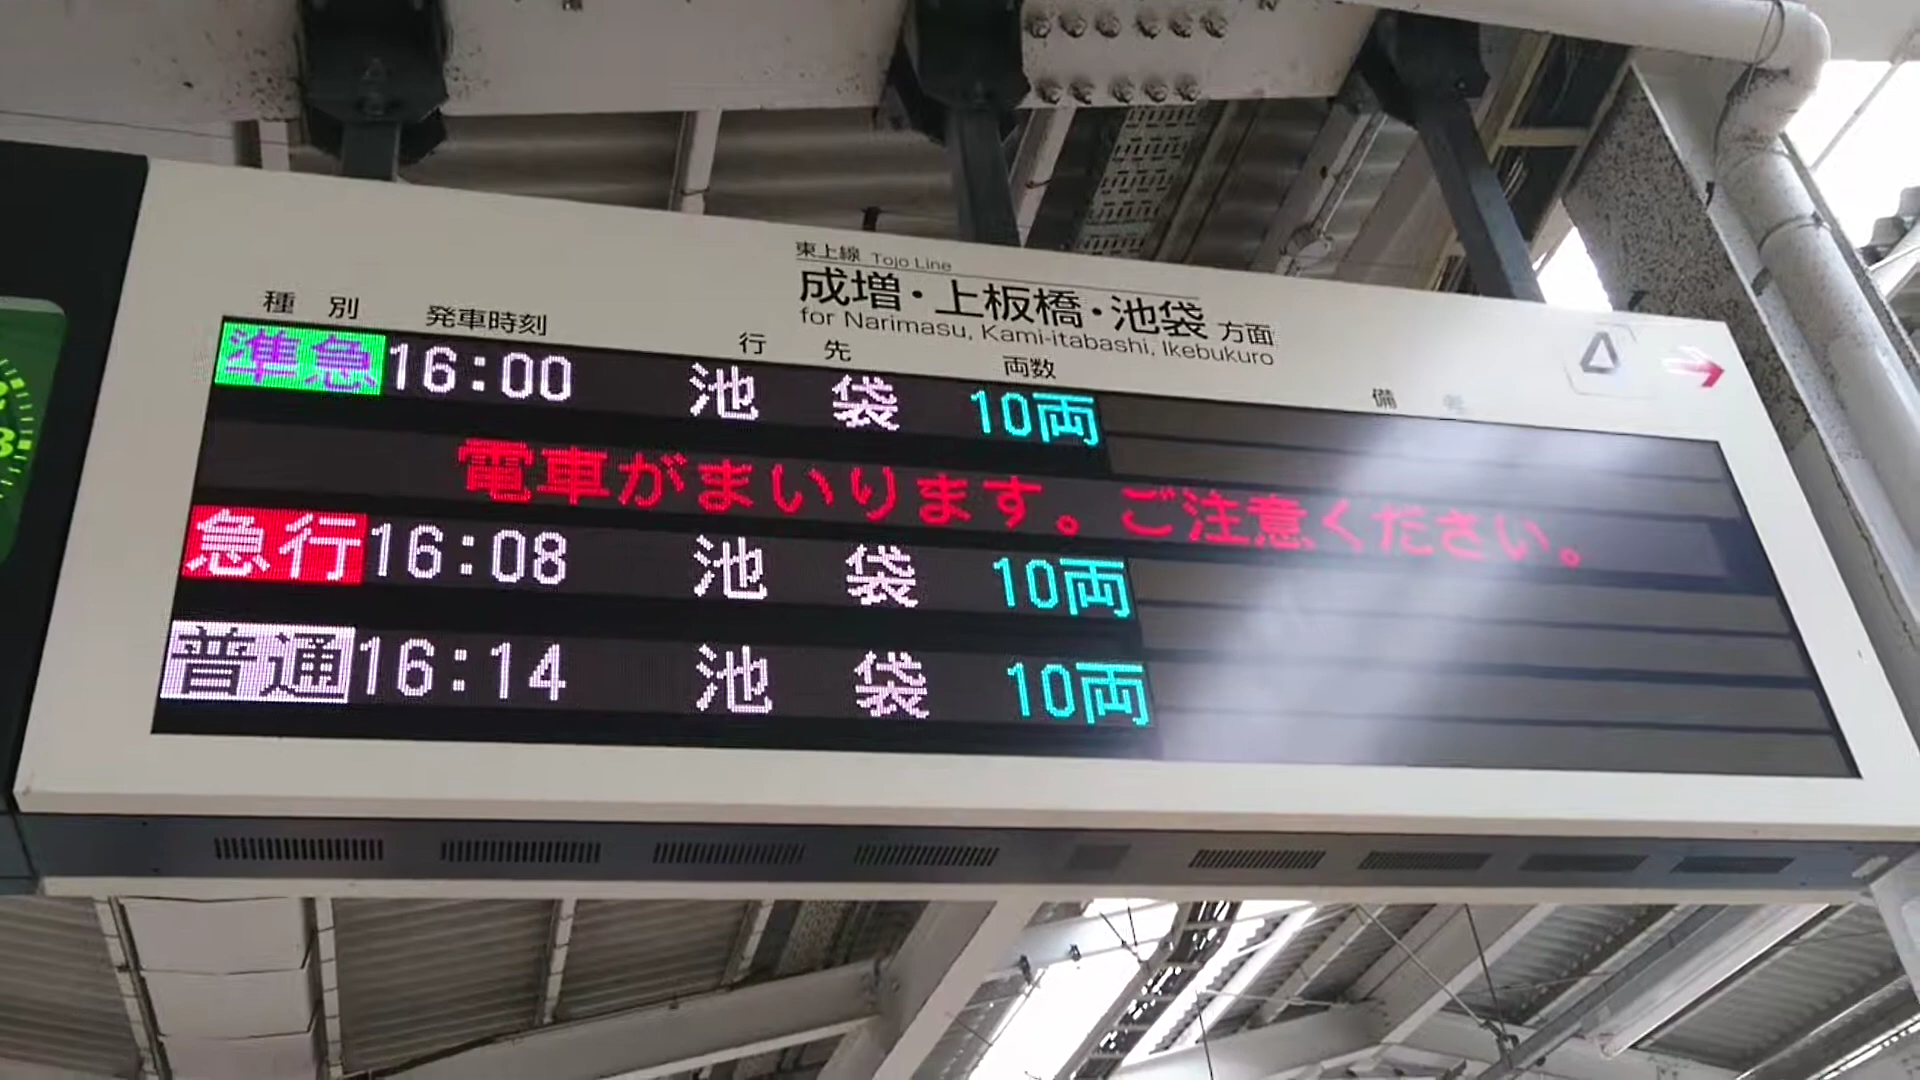 東上線 Tojo Line
成増・上板橋・池袋 方面
for Narimasu, Kami-itabashi, Ikebukuro
種 別 発車時刻 行 先 両数 備 考
準急 16:00 池 袋 10両
電車がまいります。ご注意ください。
急行 16:08 池 袋 10両
普通 16:14 池 袋 10両